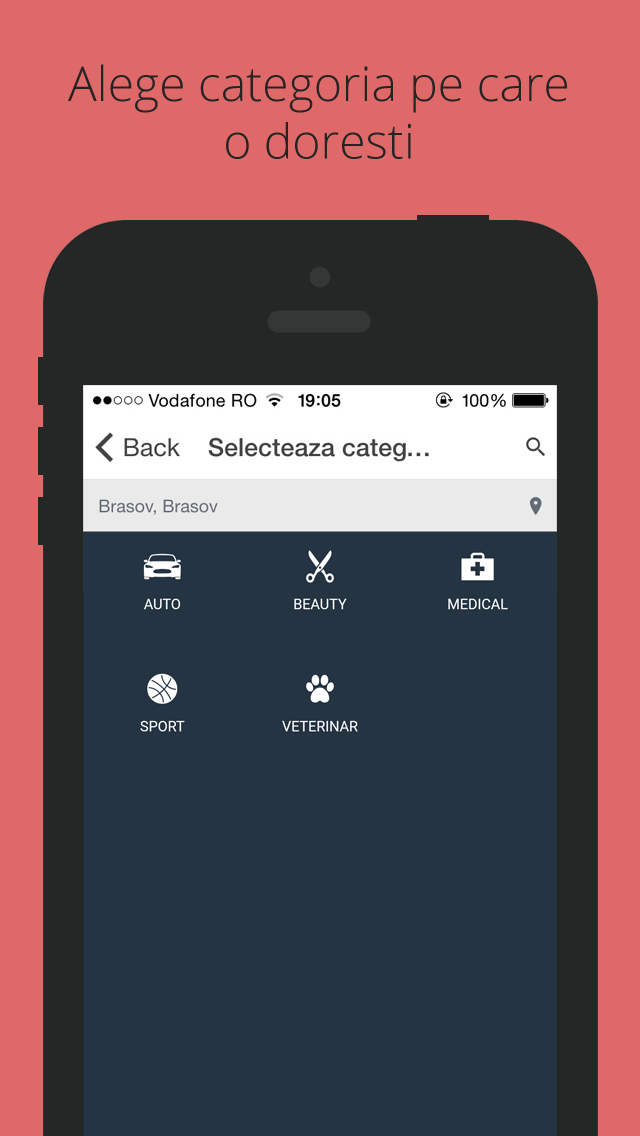 Alege categoria pe care
o doresti
Vodafone RO 19:05 100%
Back Selecteaza categ...
Brasov, Brasov
AUTO BEAUTY MEDICAL
SPORT VETERINAR